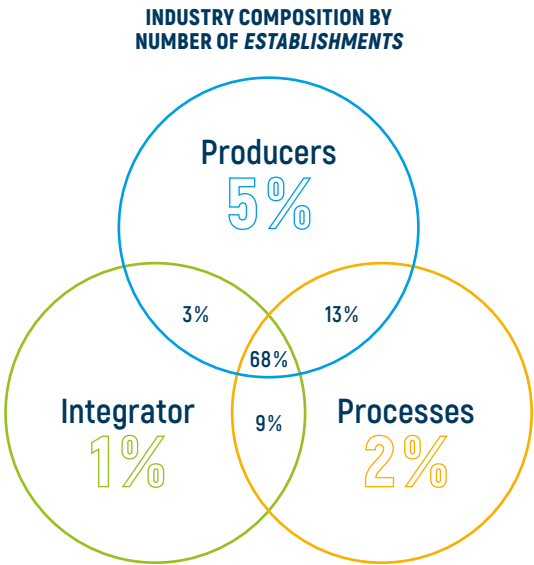 INDUSTRY COMPOSITION BY
NUMBER OF ESTABLISHMENTS
Producers
5%
3%
13%
68%
Integrator
1%
9%
Processes
2%